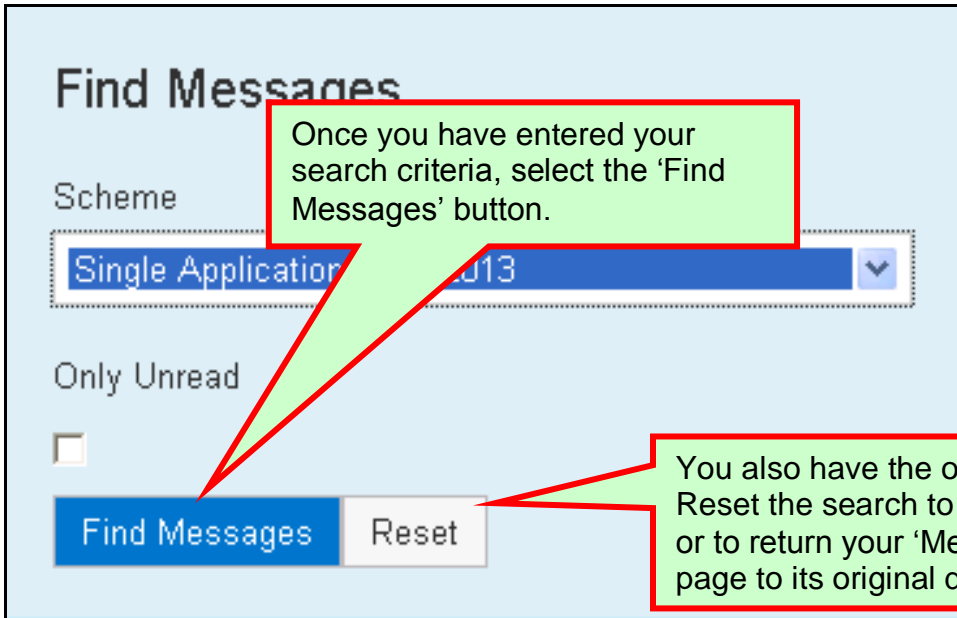 Find Messages
Once you have entered your
search criteria, select the ‘Find
Messages’ button.
Scheme
Single Application 2013
Only Unread
You also have the
Reset the search to
or to return your
page to its original
Find Messages Reset